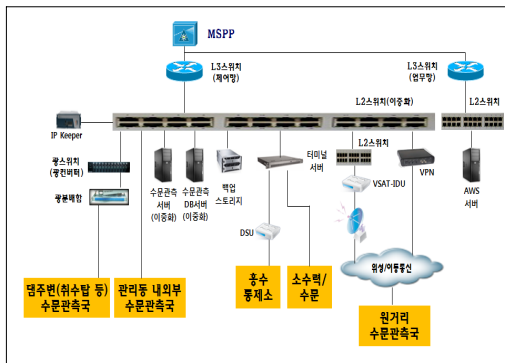 MSPP
L3스위치
(제어망)
L3스위치
(업무망)
L2스위치(이중화)
L2스위치
IP Keeper
광스위치
(광컨버터)
광분배함
수문관측
서버
(이중화)
수문관측
DB서버
(이중화)
백업
스토리지
터미널
서버
L2스위치
VSAT-IDU
VPN
AWS
서버
DSU
위성/이동통신
댐주변(취수탑 등)
수문관측국
관리동 내외부
수문관측국
홍수
통제소
소수력/
수문
원거리
수문관측국